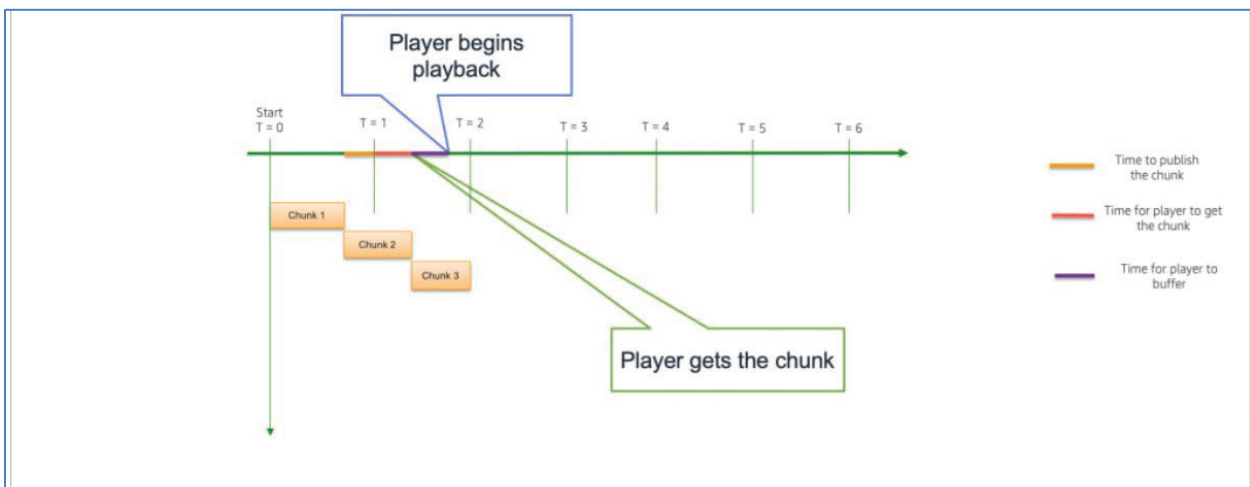 Player begins
playback
Start
T = 0
T = 1
T = 2
T = 3
T = 4
T = 5
T = 6
Time to publish
the chunk
Time for player to get
the chunk
Time for player to
buffer
Chunk 1
Chunk 2
Chunk 3
Player gets the chunk